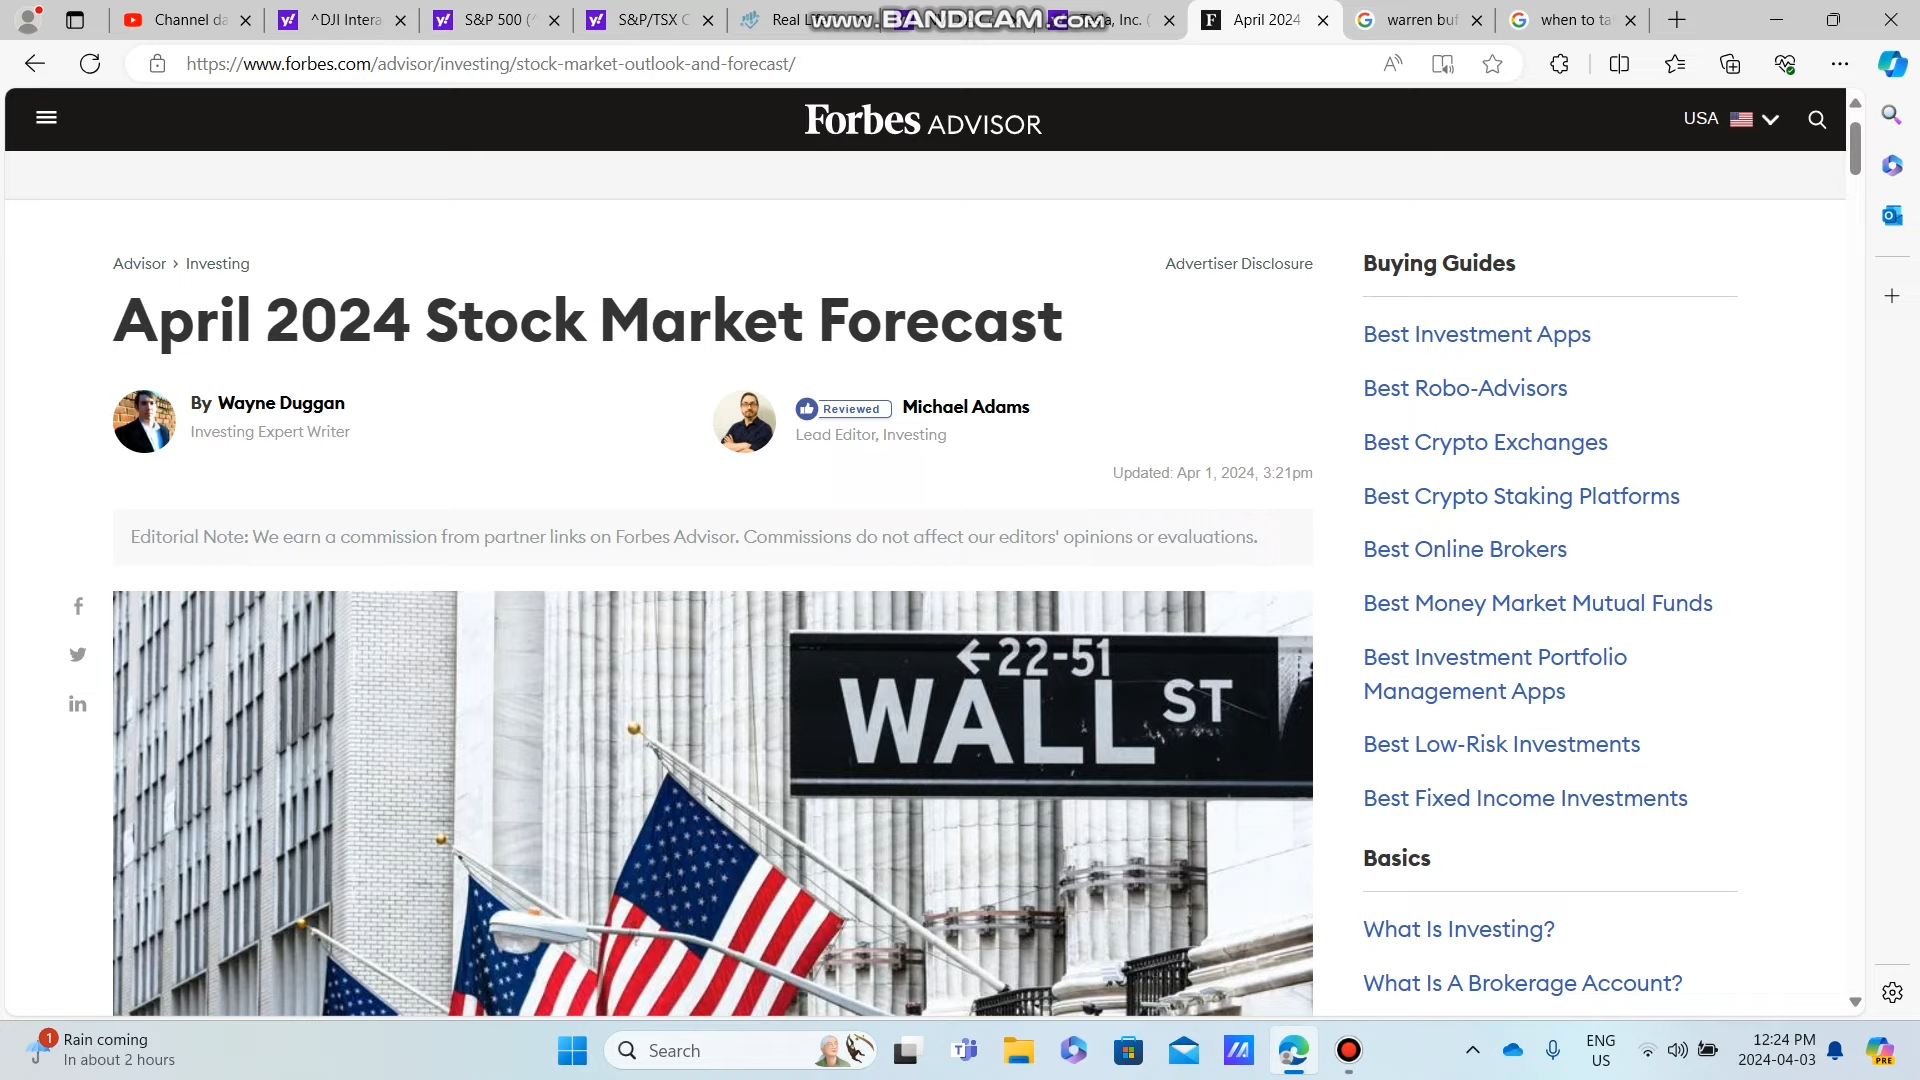 Channel da
^DJI Intera
S&P 500 (^
S&P/TSX C
Real Li
www.BANDICAM.com
, Inc. (
April 2024
warren buf
when to ta
https://www.forbes.com/advisor/investing/stock-market-outlook-and-forecast/
Forbes ADVISOR
USA
Advisor › Investing
Advertiser Disclosure
April 2024 Stock Market Forecast
By Wayne Duggan
Investing Expert Writer
Reviewed
Michael Adams
Lead Editor, Investing
Updated: Apr 1, 2024, 3:21pm
Editorial Note: We earn a commission from partner links on Forbes Advisor. Commissions do not affect our editors' opinions or evaluations.
←22-51
WALL ST
Buying Guides
Best Investment Apps
Best Robo-Advisors
Best Crypto Exchanges
Best Crypto Staking Platforms
Best Online Brokers
Best Money Market Mutual Funds
Best Investment Portfolio
Management Apps
Best Low-Risk Investments
Best Fixed Income Investments
Basics
What Is Investing?
What Is A Brokerage Account?
1
Rain coming
In about 2 hours
Search
ENG
US
12:24 PM
2024-04-03
PRE